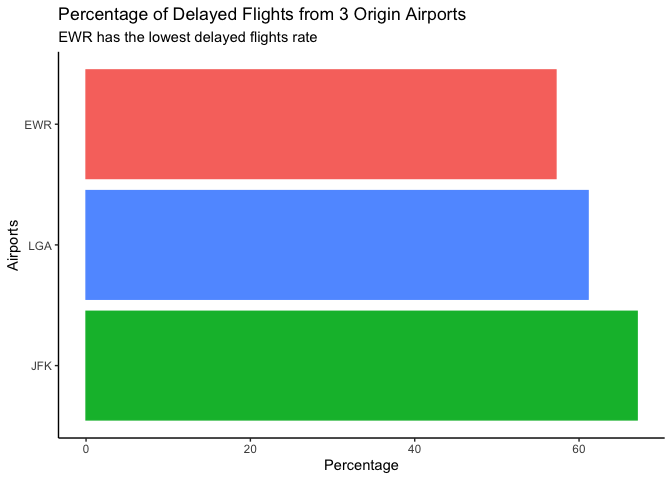 Percentage of Delayed Flights from 3 Origin Airports
EWR has the lowest delayed flights rate
EWR
LGA
JFK
Airports
0 20 40 60
Percentage